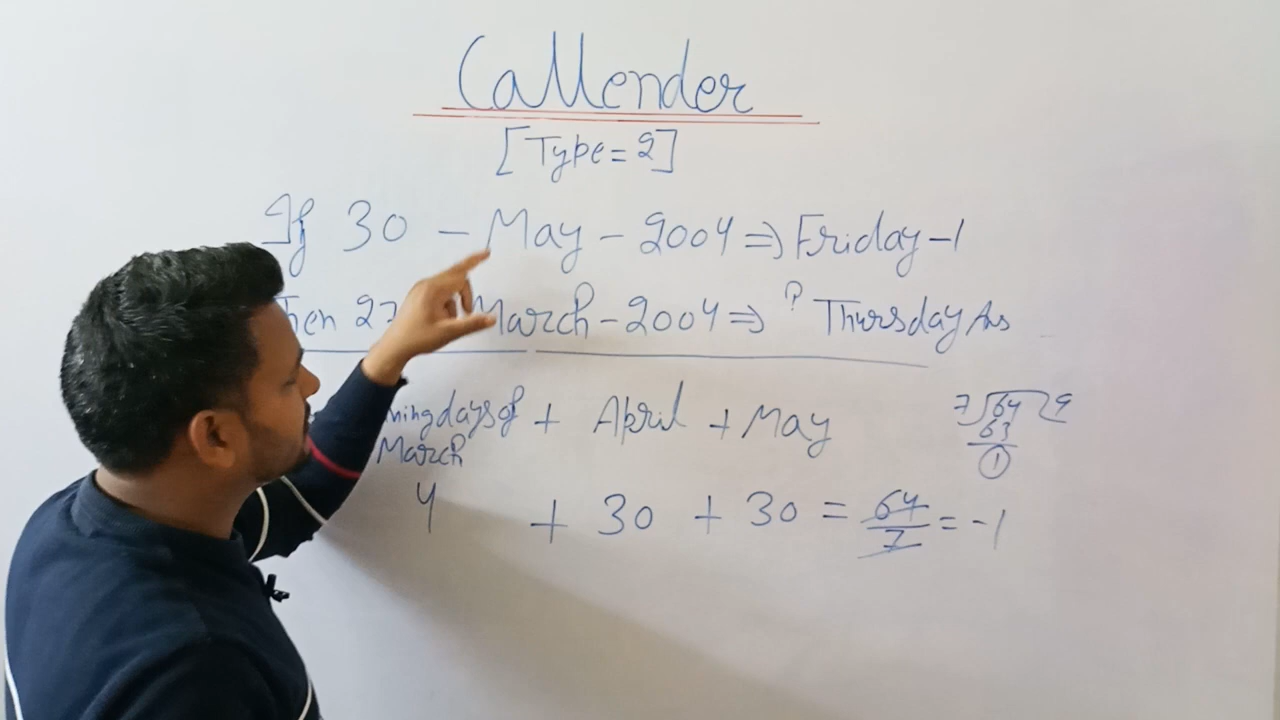 Callender
[Type=2]
If 30 - May - 2004 ⇒ Friday -1
27 March - 2004 ⇒ ? Thursday Ans
days of + April + May
March
4 + 30 + 30 = 64/7 = -1
7 64 9
63
1